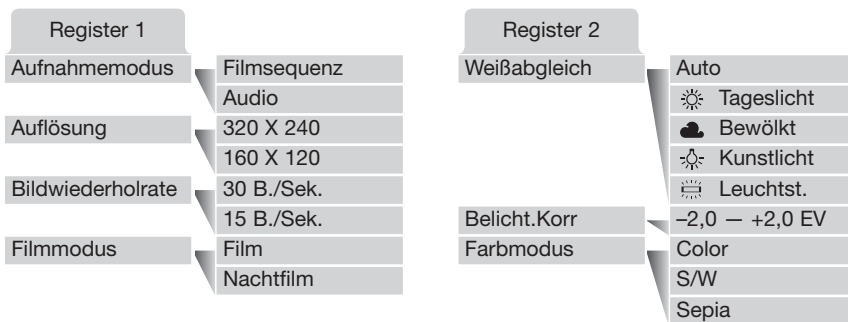 Register 1
Aufnahmemodus
Filmsequenz
Audio
Auflösung
320 X 240
160 X 120
Bildwiederholrate
30 B./Sek.
15 B./Sek.
Filmmodus
Film
Nachtfilm
Register 2
Weißabgleich
Auto
Tageslicht
Bewölkt
Kunstlicht
Leuchtst.
Belicht.Korr
–2,0 — +2,0 EV
Farbmodus
Color
S/W
Sepia